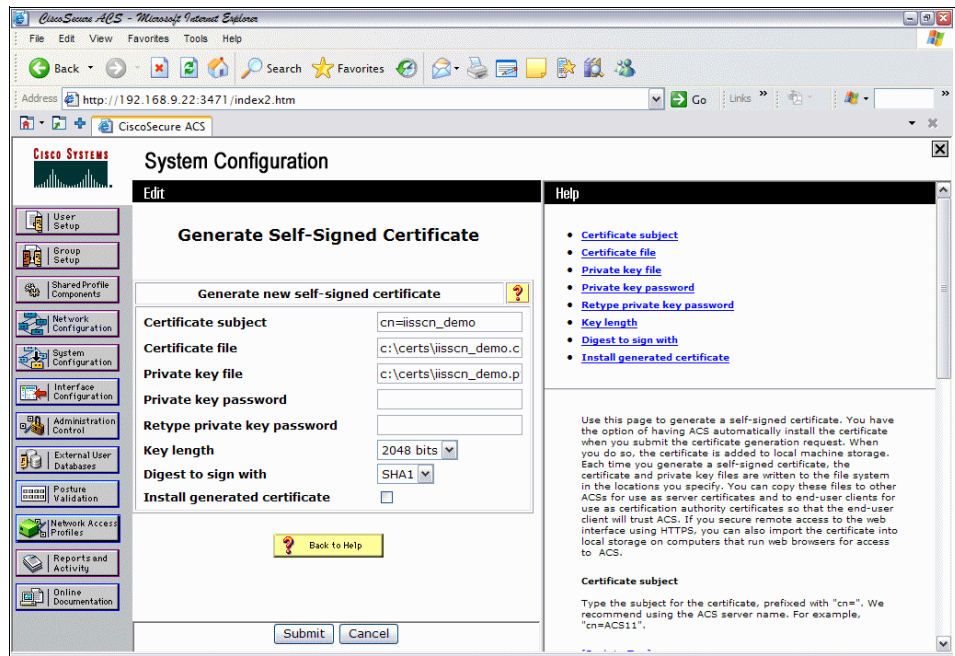 CiscoSecure ACS - Microsoft Internet Explorer
File Edit View Favorites Tools Help
Back Search Favorites
Address http://192.168.9.22:3471/index2.htm Go Links »
CiscoSecure ACS
CISCO SYSTEMS
System Configuration
User Setup
Group Setup
Shared Profile Components
Network Configuration
System Configuration
Interface Configuration
Administration Control
External User Databases
Posture Validation
Network Access Profiles
Reports and Activity
Online Documentation
Edit
Generate Self-Signed Certificate
Generate new self-signed certificate ?
Certificate subject cn=iisscn_demo
Certificate file c:\certs\iisscn_demo.c
Private key file c:\certs\iisscn_demo.p
Private key password
Retype private key password
Key length 2048 bits
Digest to sign with SHA1
Install generated certificate
? Back to Help
Submit Cancel
Help
• Certificate subject
• Certificate file
• Private key file
• Private key password
• Retype private key password
• Key length
• Digest to sign with
• Install generated certificate
Use this page to generate a self-signed certificate. You have
the option of having ACS automatically install the certificate
when you submit the certificate generation request. When
you do so, the certificate is added to local machine storage.
Each time you generate a self-signed certificate, the
certificate and private key files are written to the file system
in the locations you specify. You can copy these files to other
ACSs for use as server certificates and to end-user clients for
use as certification authority certificates so that the end-user
client will trust ACS. If you secure remote access to the web
interface using HTTPS, you can also import the certificate into
local storage on computers that run web browsers for access
to ACS.
Certificate subject
Type the subject for the certificate, prefixed with "cn=". We
recommend using the ACS server name. For example,
"cn=ACS11".